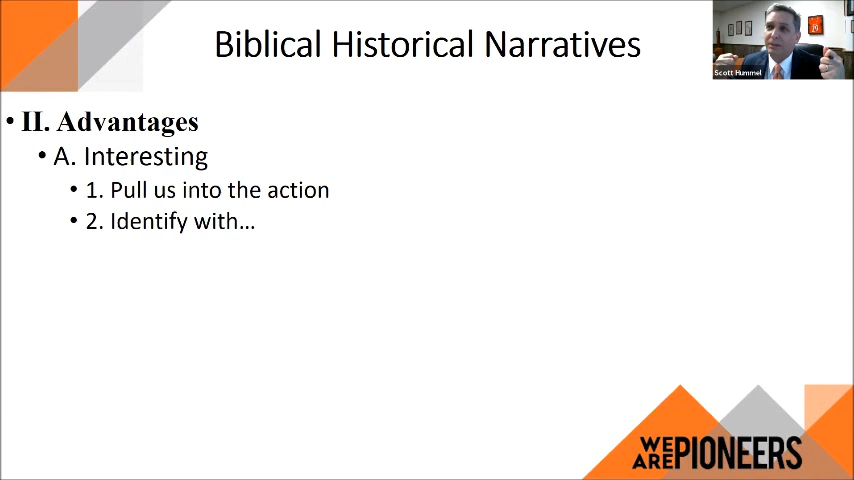 Biblical Historical Narratives
Scott Hummel
• II. Advantages
• A. Interesting
• 1. Pull us into the action
• 2. Identify with...
WE ARE PIONEERS